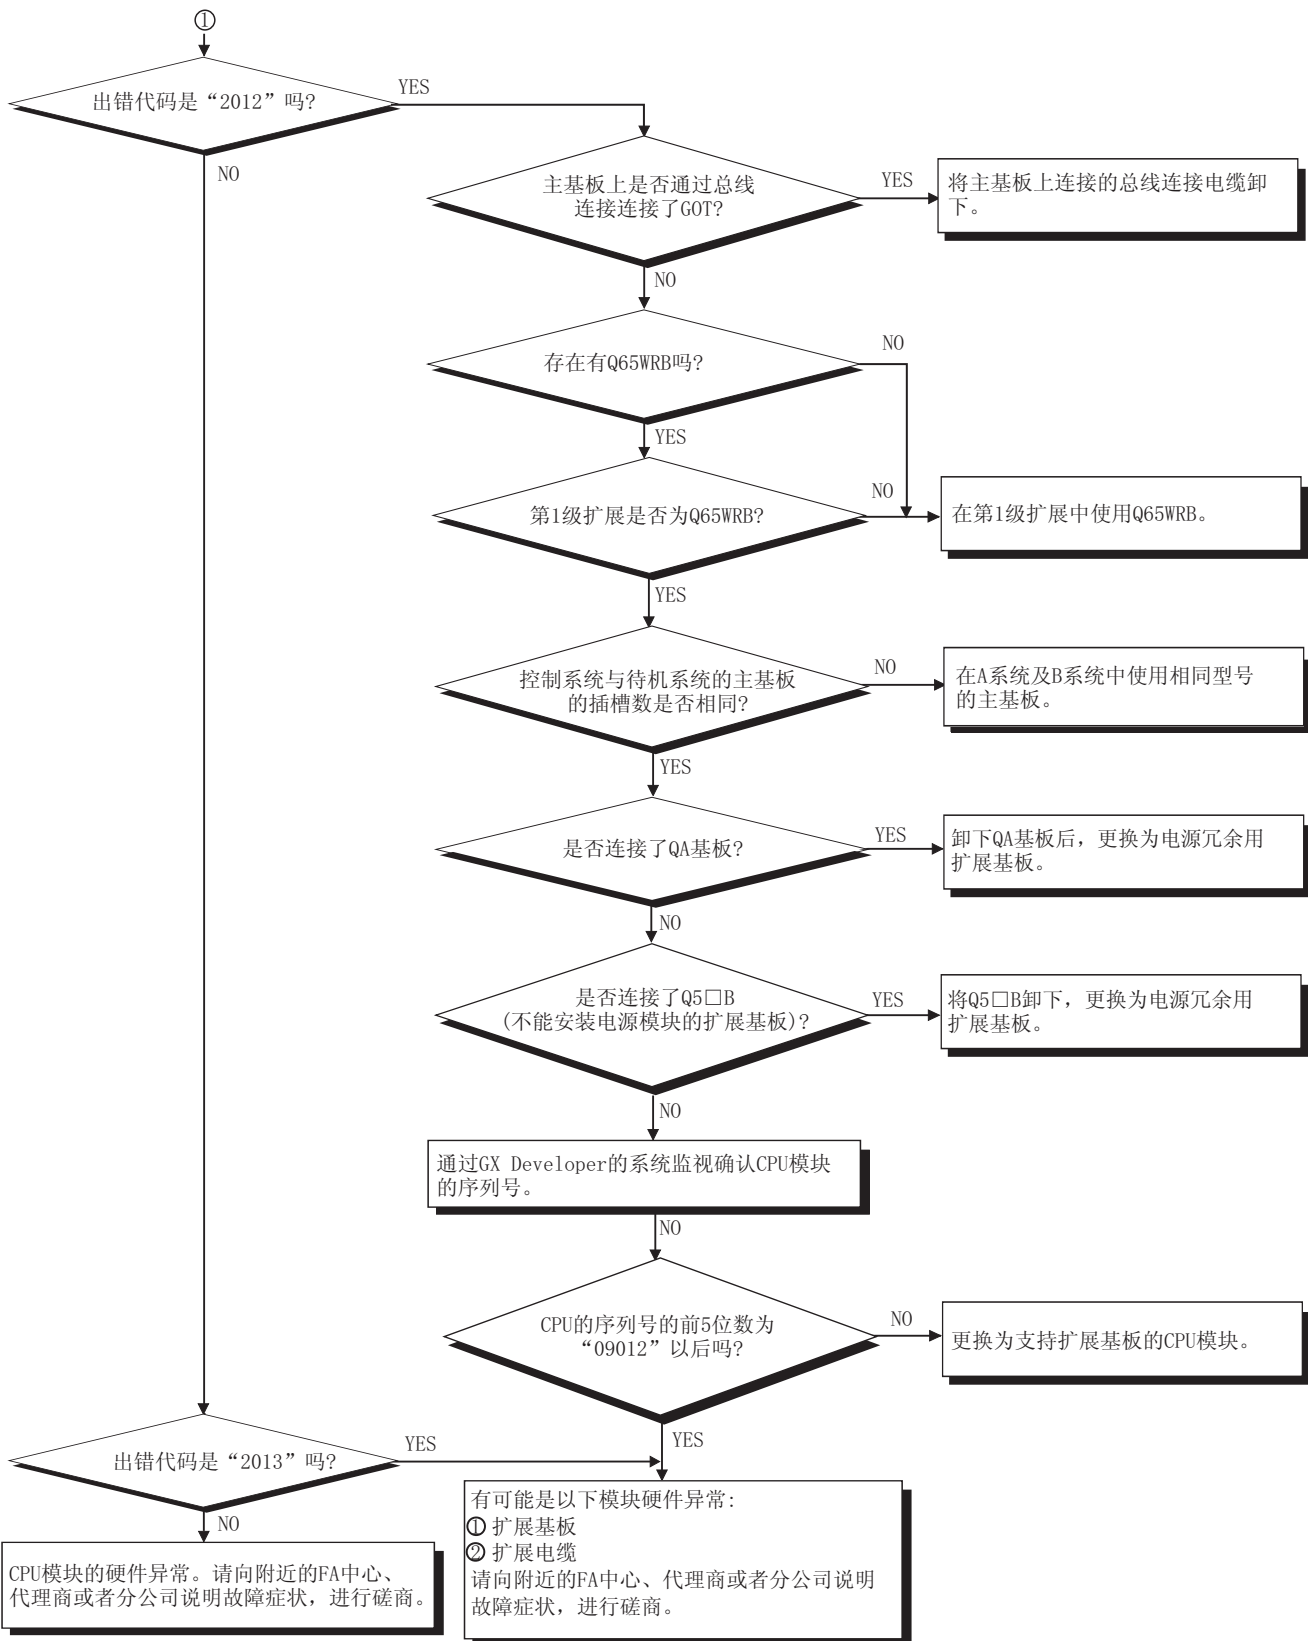 ①
出错代码是“2012”吗?
YES
NO
主基板上是否通过总线
连接连接了GOT?
YES
将主基板上连接的总线连接电缆卸
下。
NO
存在有Q65WRB吗?
NO
YES
第1级扩展是否为Q65WRB?
NO
在第1级扩展中使用Q65WRB。
YES
控制系统与待机系统的主基板
的插槽数是否相同?
NO
在A系统及B系统中使用相同型号
的主基板。
YES
是否连接了QA基板?
YES
卸下QA基板后，更换为电源冗余用
扩展基板。
NO
是否连接了Q5□B
(不能安装电源模块的扩展基板)?
YES
将Q5□B卸下，更换为电源冗余用
扩展基板。
NO
通过GX Developer的系统监视确认CPU模块
的序列号。
NO
CPU的序列号的前5位数为
“09012”以后吗?
NO
更换为支持扩展基板的CPU模块。
YES
出错代码是“2013”吗?
YES
NO
有可能是以下模块硬件异常:
① 扩展基板
② 扩展电缆
请向附近的FA中心、代理商或者分公司说明
故障症状，进行磋商。
CPU模块的硬件异常。请向附近的FA中心、
代理商或者分公司说明故障症状，进行磋商。